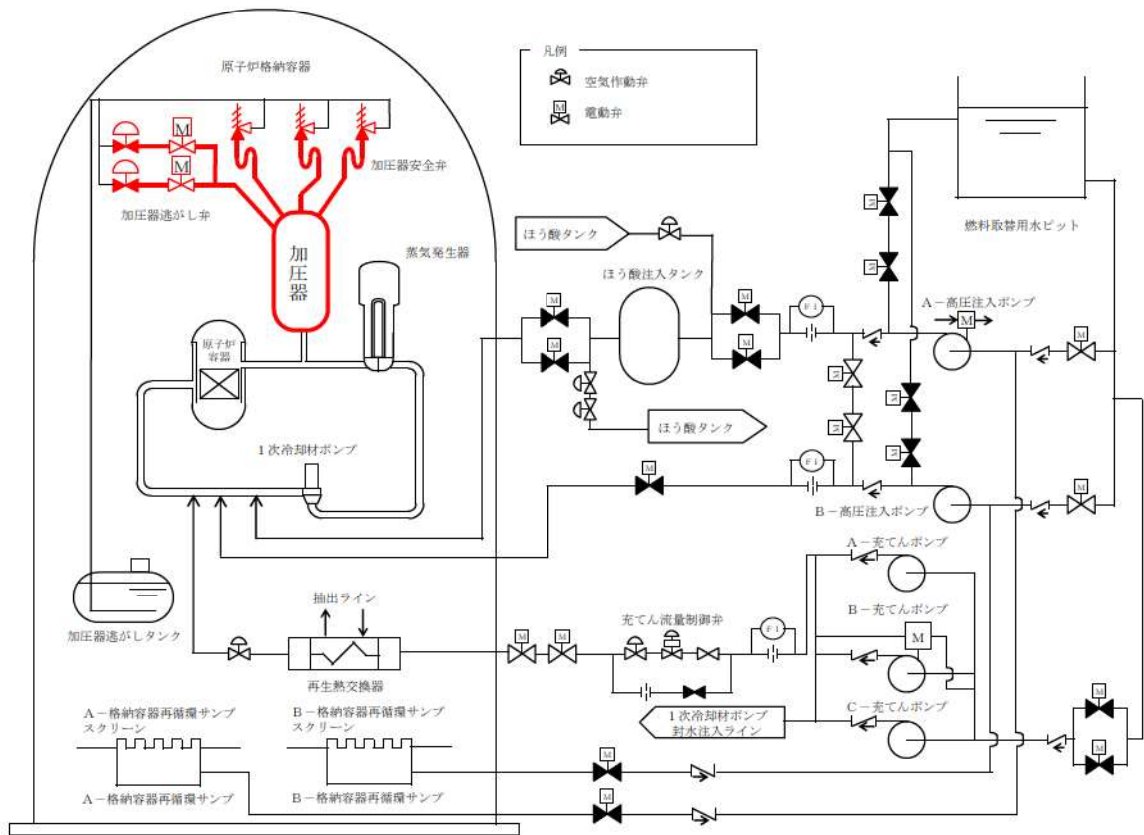 原子炉格納容器
凡例
空気作動弁
M
電動弁
M
M
加圧器安全弁
加圧器逃がし弁
加圧器
蒸気発生器
原子炉
容器
1次冷却材ポンプ
加圧器逃がしタンク
ほう酸タンク
ほう酸注入タンク
M
M
M
M
FI
ほう酸タンク
M
M
M
M
燃料取替用水ピット
A－高圧注入ポンプ
M
M
M
M
M
FI
M
M
B－高圧注入ポンプ
A－充てんポンプ
B－充てんポンプ
M
C－充てんポンプ
抽出ライン
再生熱交換器
M
M
充てん流量制御弁
FI
1次冷却材ポンプ
封水注入ライン
M
M
A－格納容器再循環サンプ
スクリーン
B－格納容器再循環サンプ
スクリーン
A－格納容器再循環サンプ
B－格納容器再循環サンプ
M
M